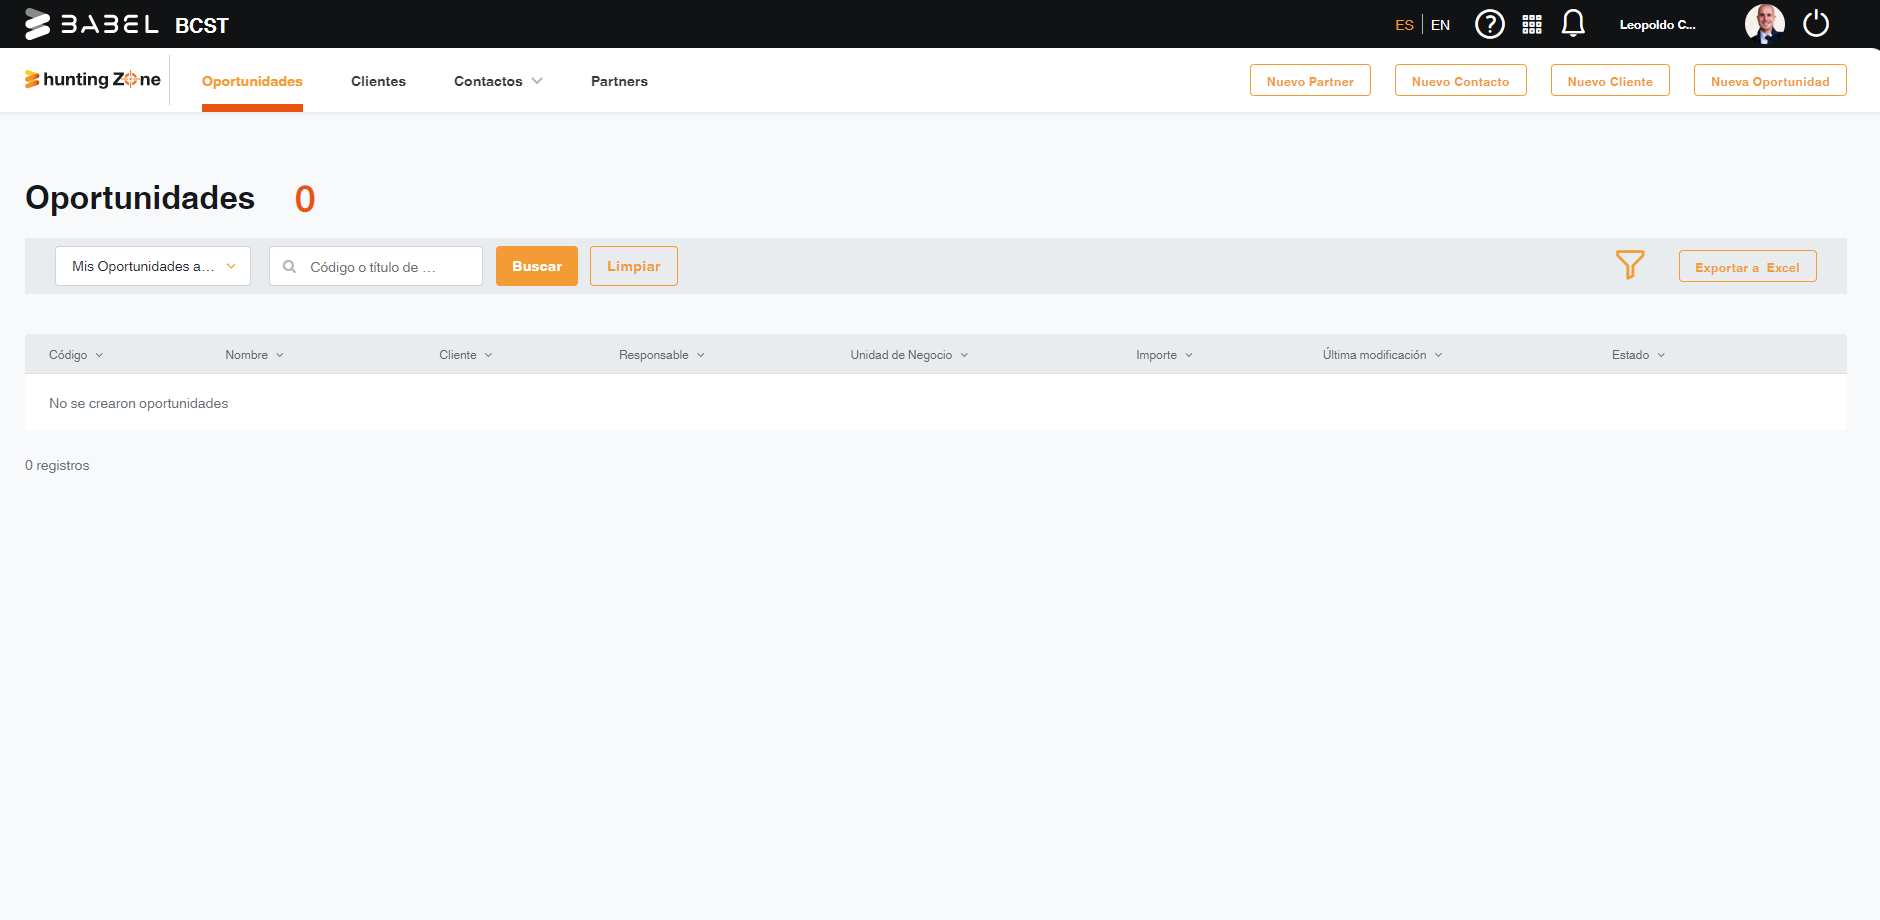 BABEL BCST
ES EN
Leopoldo C...
hunting Zone
Oportunidades Clientes Contactos Partners
Nuevo Partner Nuevo Contacto Nuevo Cliente Nueva Oportunidad
Oportunidades 0
Mis Oportunidades a... Código o título de ... Buscar Limpiar Exportar a Excel
Código Nombre Cliente Responsable Unidad de Negocio Importe Última modificación Estado
No se crearon oportunidades
0 registros